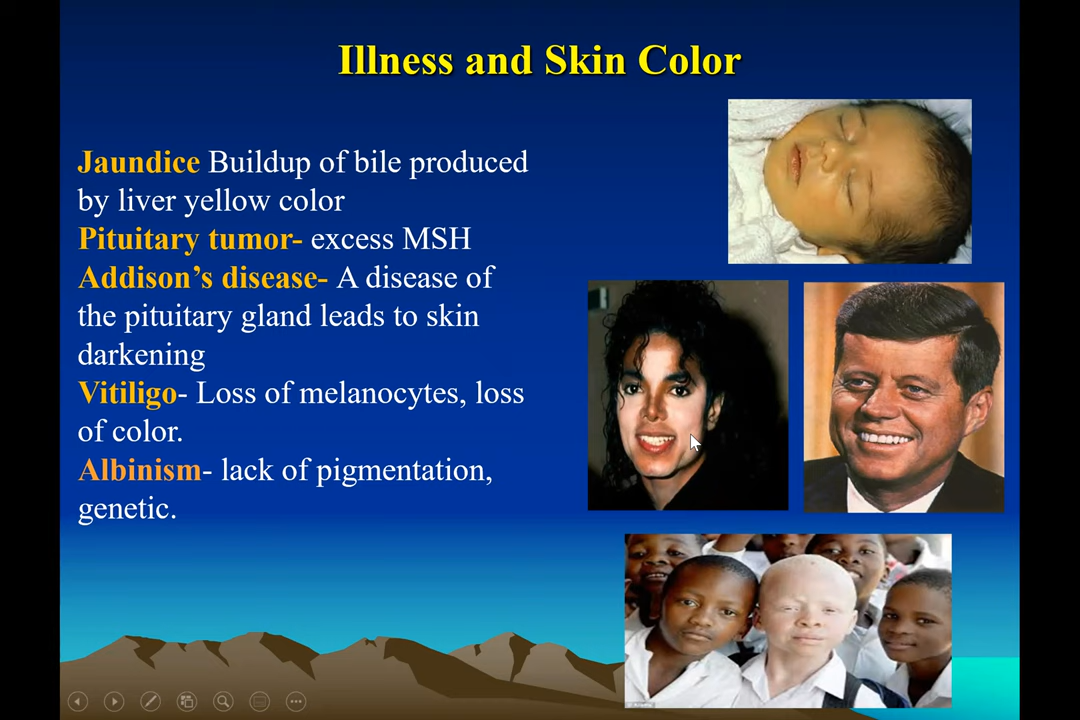 Illness and Skin Color
Jaundice Buildup of bile produced
by liver yellow color
Pituitary tumor- excess MSH
Addison’s disease- A disease of
the pituitary gland leads to skin
darkening
Vitiligo- Loss of melanocytes, loss
of color.
Albinism- lack of pigmentation,
genetic.